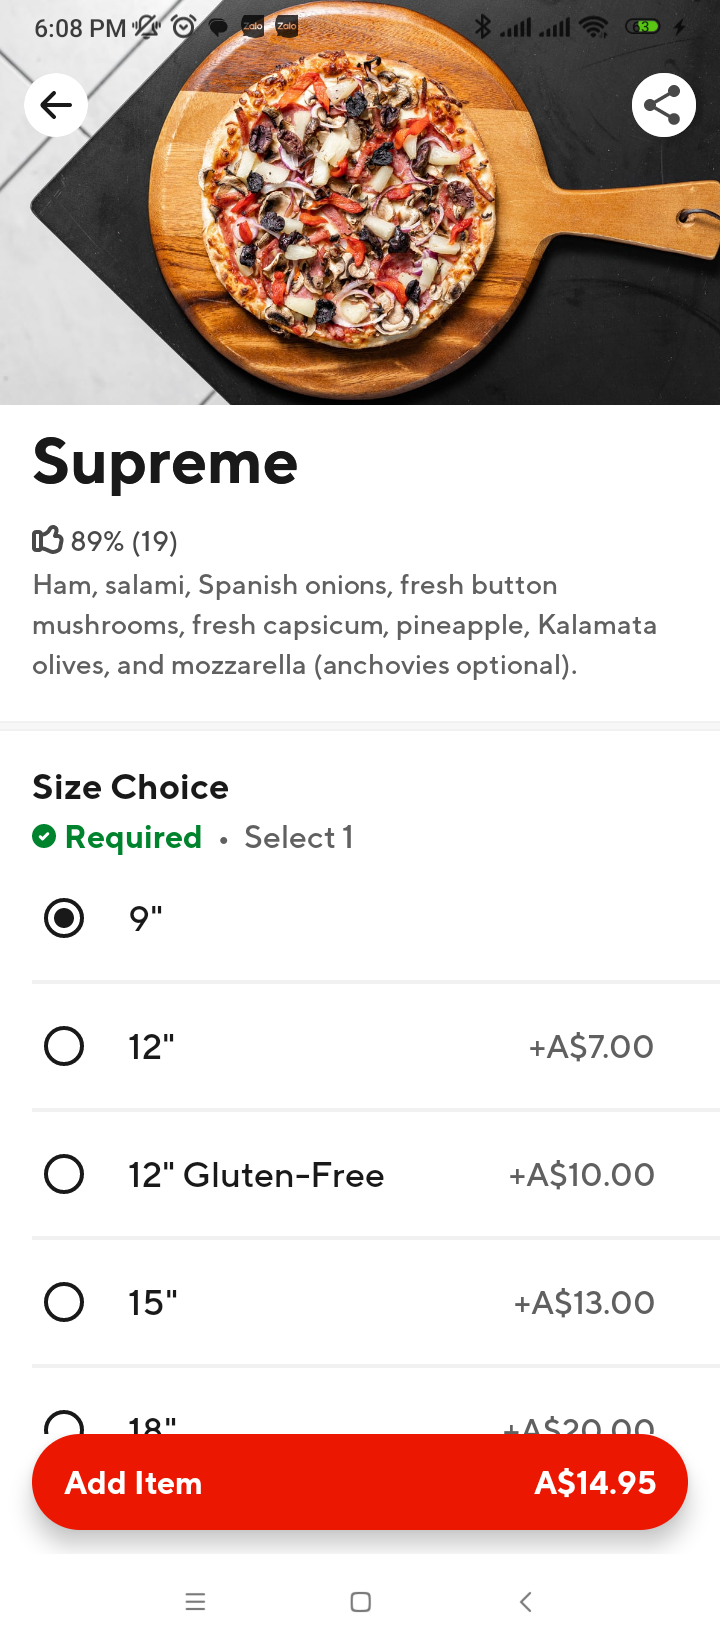 6:08 PM Zalo Zalo 63
Supreme
89% (19)
Ham, salami, Spanish onions, fresh button
mushrooms, fresh capsicum, pineapple, Kalamata
olives, and mozzarella (anchovies optional).
Size Choice
Required • Select 1
9"
12" +A$7.00
12" Gluten-Free +A$10.00
15" +A$13.00
18" +A$20.00
Add Item A$14.95